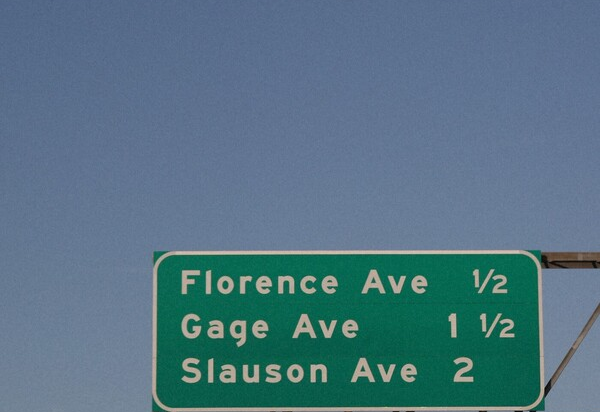 Florence Ave ½
Gage Ave 1 ½
Slauson Ave 2